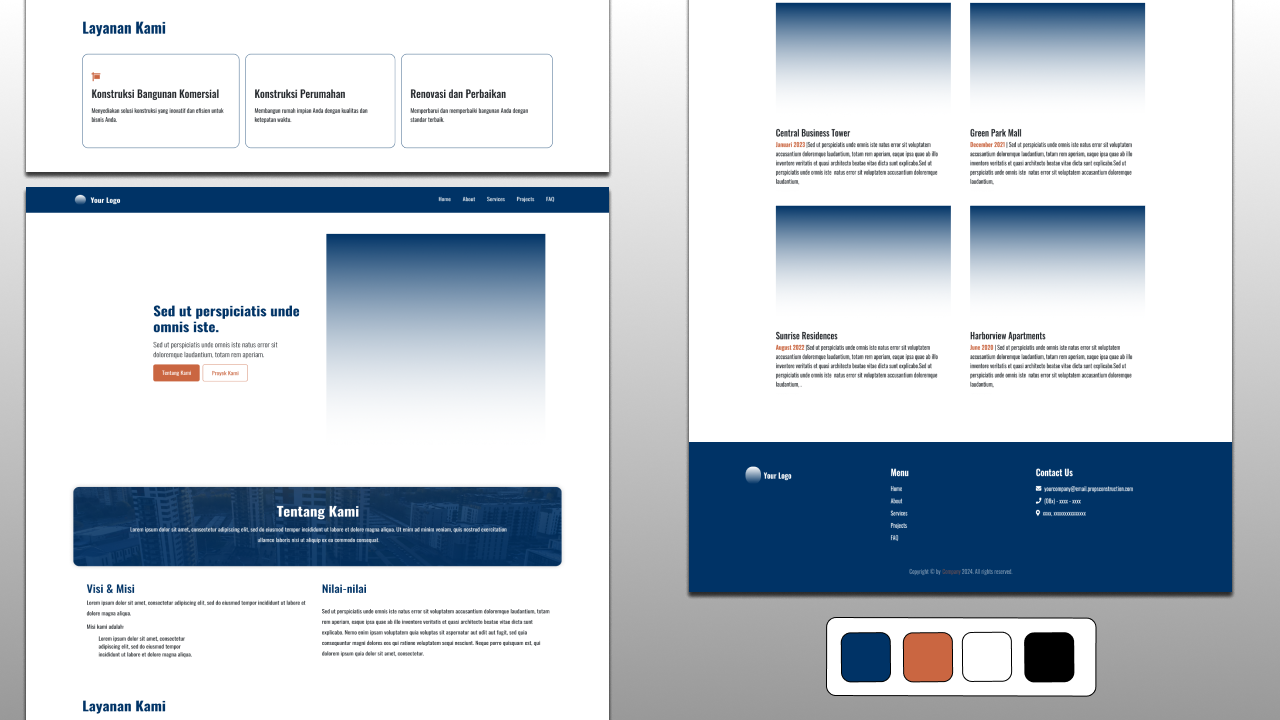 Layanan Kami
Konstruksi Bangunan Komersial
Menyediakan solusi konstruksi yang inovatif dan efisien untuk
bisnis Anda.
Konstruksi Perumahan
Membangun rumah impian Anda dengan kualitas dan
ketepatan waktu.
Renovasi dan Perbaikan
Memperbarui dan memperbaiki bangunan Anda dengan
standar terbaik.
Your Logo
Home About Services Projects FAQ
Sed ut perspiciatis unde
omnis iste.
Sed ut perspiciatis unde omnis iste natus error sit
doloremque laudantium, totam rem aperiam.
Tentang Kami Proyek Kami
Tentang Kami
Lorem ipsum dolor sit amet, consectetur adipiscing elit, sed do eiusmod tempor incididunt ut labore et dolore magna aliqua. Ut enim ad minim veniam, quis nostrud exercitation
ullamco laboris nisi ut aliquip ex ea commodo consequat.
Visi & Misi
Lorem ipsum dolor sit amet, consectetur adipiscing elit, sed do eiusmod tempor incididunt ut labore et
dolore magna aliqua.
Misi kami adalah:
Lorem ipsum dolor sit amet, consectetur
adipiscing elit, sed do eiusmod tempor
incididunt ut labore et dolore magna aliqua.
Nilai-nilai
Sed ut perspiciatis unde omnis iste natus error sit voluptatem accusantium doloremque laudantium, totam
rem aperiam, eaque ipsa quae ab illo inventore veritatis et quasi architecto beatae vitae dicta sunt
explicabo. Nemo enim ipsam voluptatem quia voluptas sit aspernatur aut odit aut fugit, sed quia
consequuntur magni dolores eos qui ratione voluptatem sequi nesciunt. Neque porro quisquam est, qui
dolorem ipsum quia dolor sit amet, consectetur.
Layanan Kami
Central Business Tower
Januari 2023 |Sed ut perspiciatis unde omnis iste natus error sit voluptatem
accusantium doloremque laudantium, totam rem aperiam, eaque ipsa quae ab illo
inventore veritatis et quasi architecto beatae vitae dicta sunt explicabo.Sed ut
perspiciatis unde omnis iste natus error sit voluptatem accusantium doloremque
laudantium,
Green Park Mall
December 2021 | Sed ut perspiciatis unde omnis iste natus error sit voluptatem
accusantium doloremque laudantium, totam rem aperiam, eaque ipsa quae ab illo
inventore veritatis et quasi architecto beatae vitae dicta sunt explicabo.Sed ut
perspiciatis unde omnis iste natus error sit voluptatem accusantium doloremque
laudantium,
Sunrise Residences
August 2022 |Sed ut perspiciatis unde omnis iste natus error sit voluptatem
accusantium doloremque laudantium, totam rem aperiam, eaque ipsa quae ab illo
inventore veritatis et quasi architecto beatae vitae dicta sunt explicabo.Sed ut
perspiciatis unde omnis iste natus error sit voluptatem accusantium doloremque
laudantium, .
Harborview Apartments
June 2020 | Sed ut perspiciatis unde omnis iste natus error sit voluptatem
accusantium doloremque laudantium, totam rem aperiam, eaque ipsa quae ab illo
inventore veritatis et quasi architecto beatae vitae dicta sunt explicabo.Sed ut
perspiciatis unde omnis iste natus error sit voluptatem accusantium doloremque
laudantium,
Your Logo
Menu
Home
About
Services
Projects
FAQ
Contact Us
yourcompany@email.propsconstruction.com
(08x) - xxxx - xxxx
xxxx, xxxxxxxxxxxxxxx
Copyright © by Company 2024. All rights reserved.